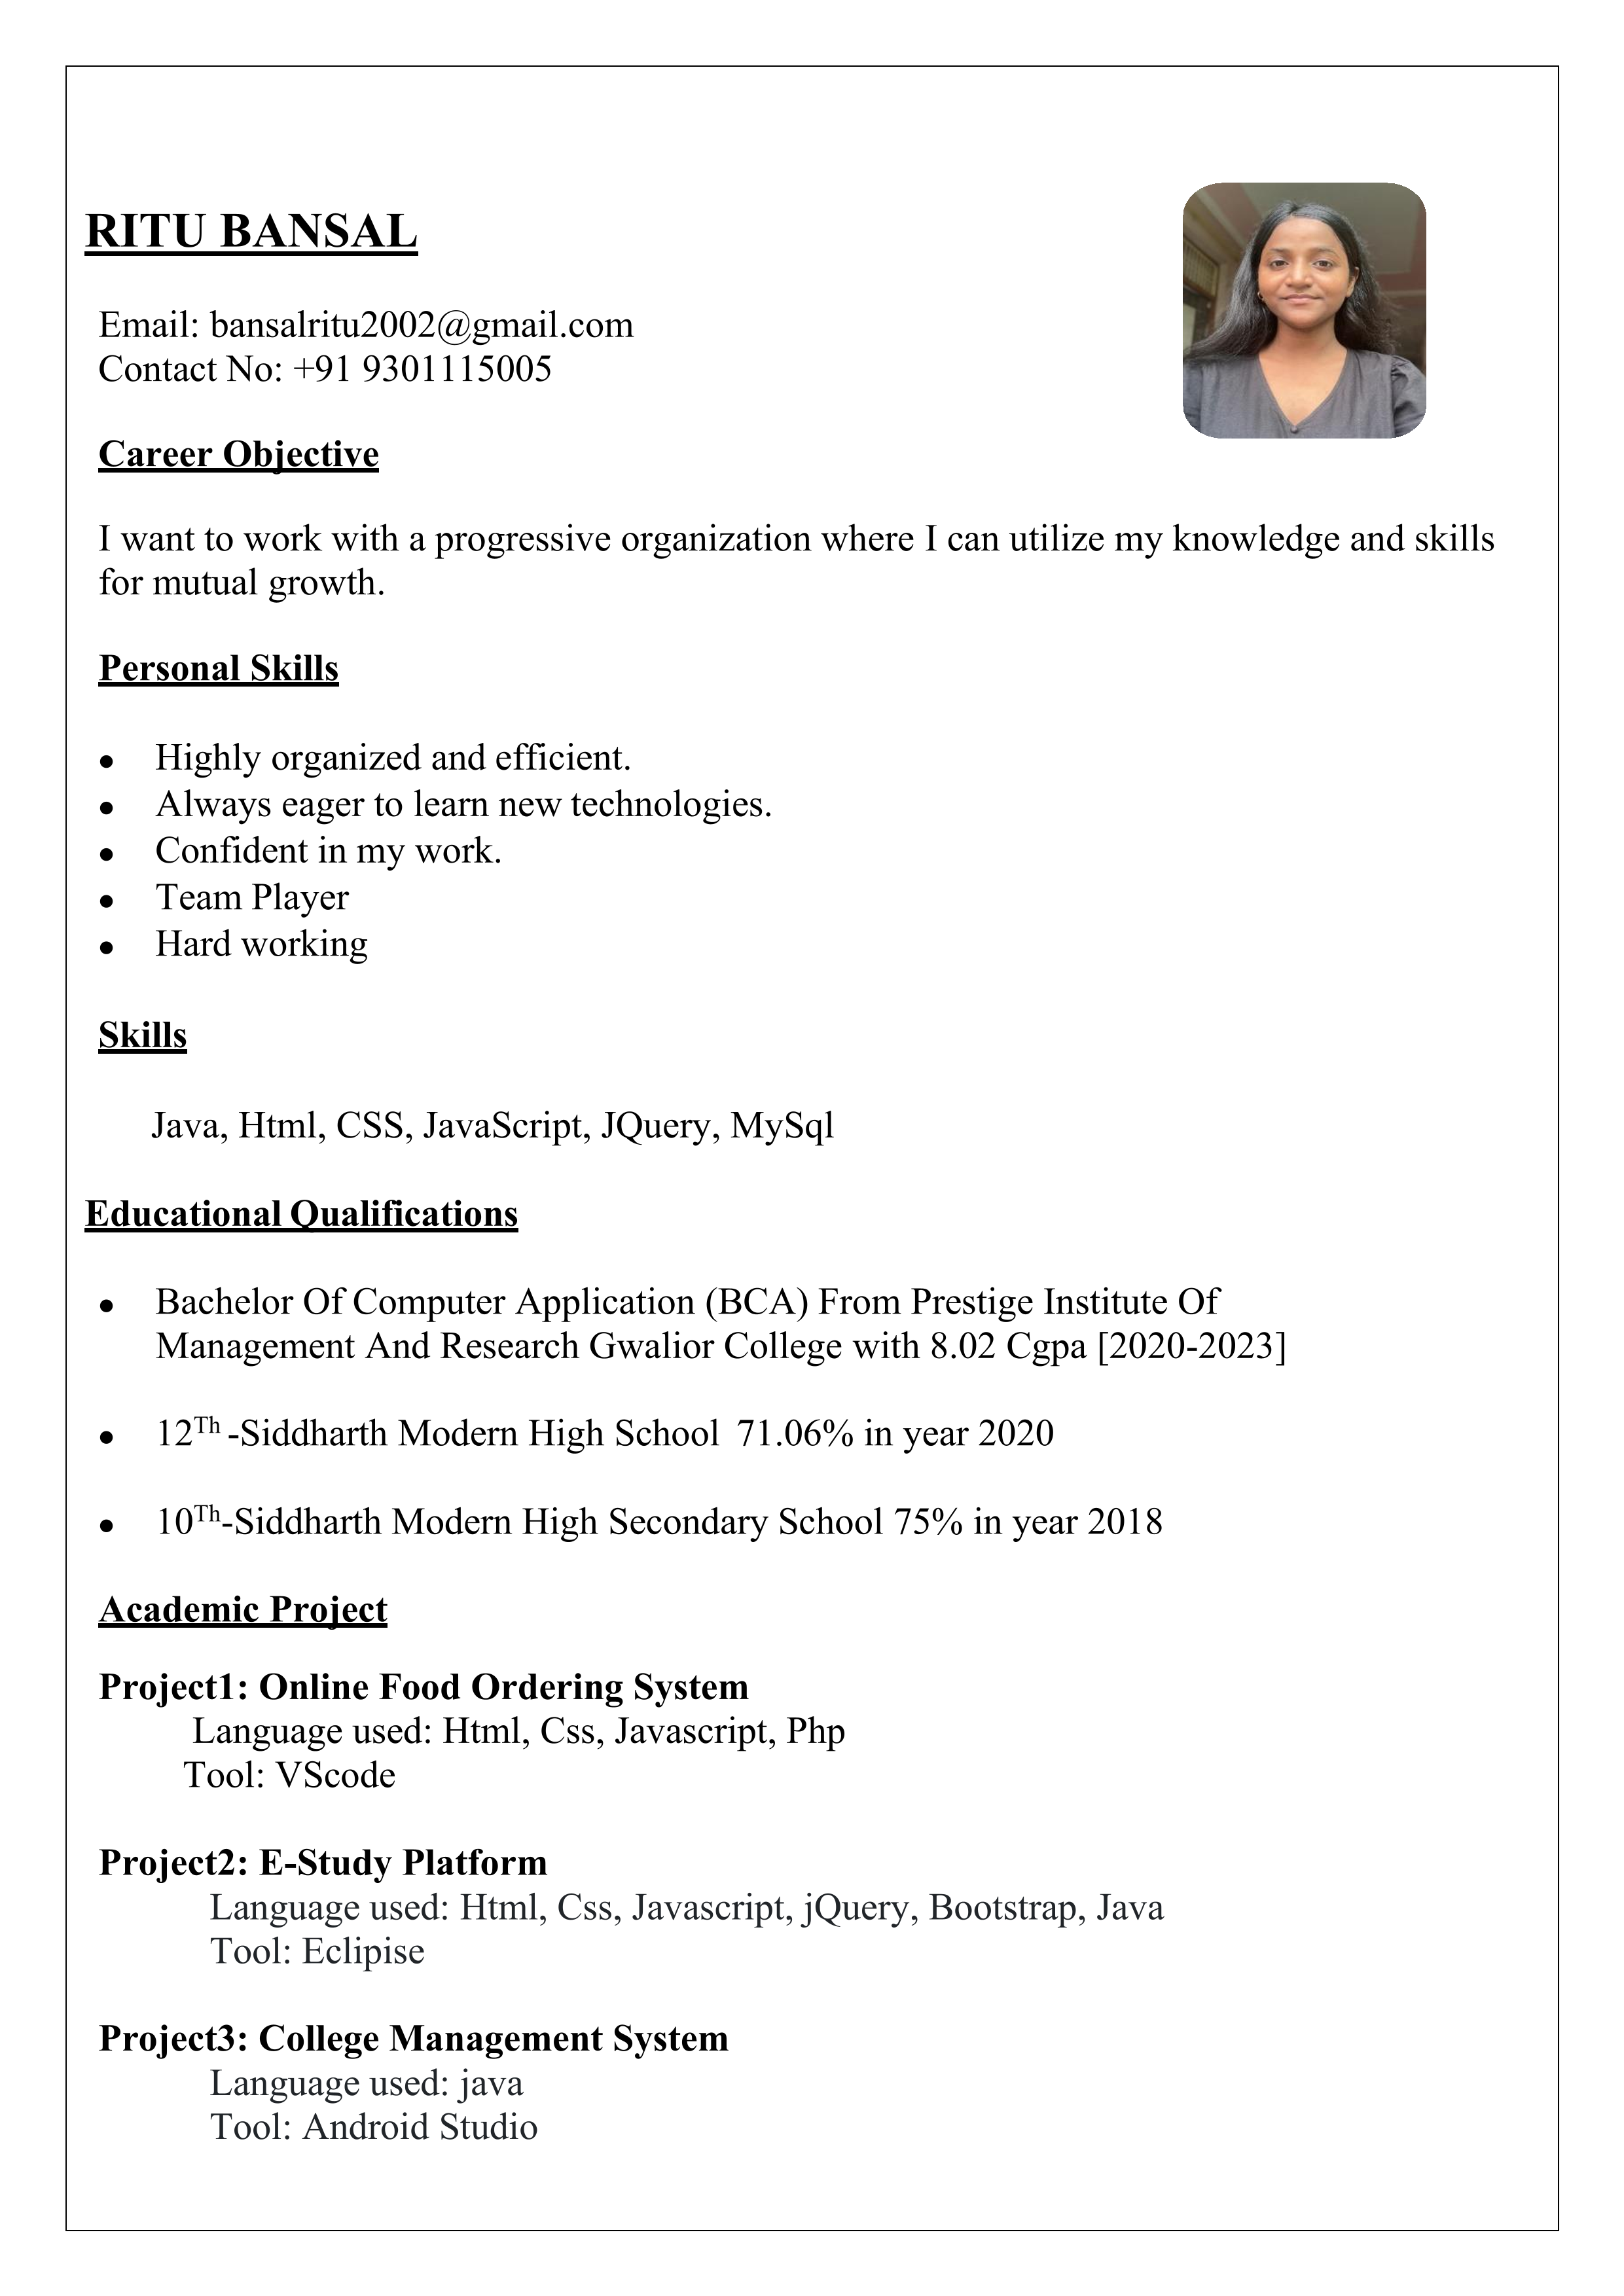 RITU BANSAL
Email: bansalritu2002@gmail.com
Contact No: +91 9301115005
Career Objective
I want to work with a progressive organization where I can utilize my knowledge and skills
for mutual growth.
Personal Skills
● Highly organized and efficient.
● Always eager to learn new technologies.
● Confident in my work.
● Team Player
● Hard working
Skills
Java, Html, CSS, JavaScript, JQuery, MySql
Educational Qualifications
● Bachelor Of Computer Application (BCA) From Prestige Institute Of
Management And Research Gwalior College with 8.02 Cgpa [2020-2023]
● 12Th -Siddharth Modern High School 71.06% in year 2020
● 10Th-Siddharth Modern High Secondary School 75% in year 2018
Academic Project
Project1: Online Food Ordering System
Language used: Html, Css, Javascript, Php
Tool: VScode
Project2: E-Study Platform
Language used: Html, Css, Javascript, jQuery, Bootstrap, Java
Tool: Eclipise
Project3: College Management System
Language used: java
Tool: Android Studio